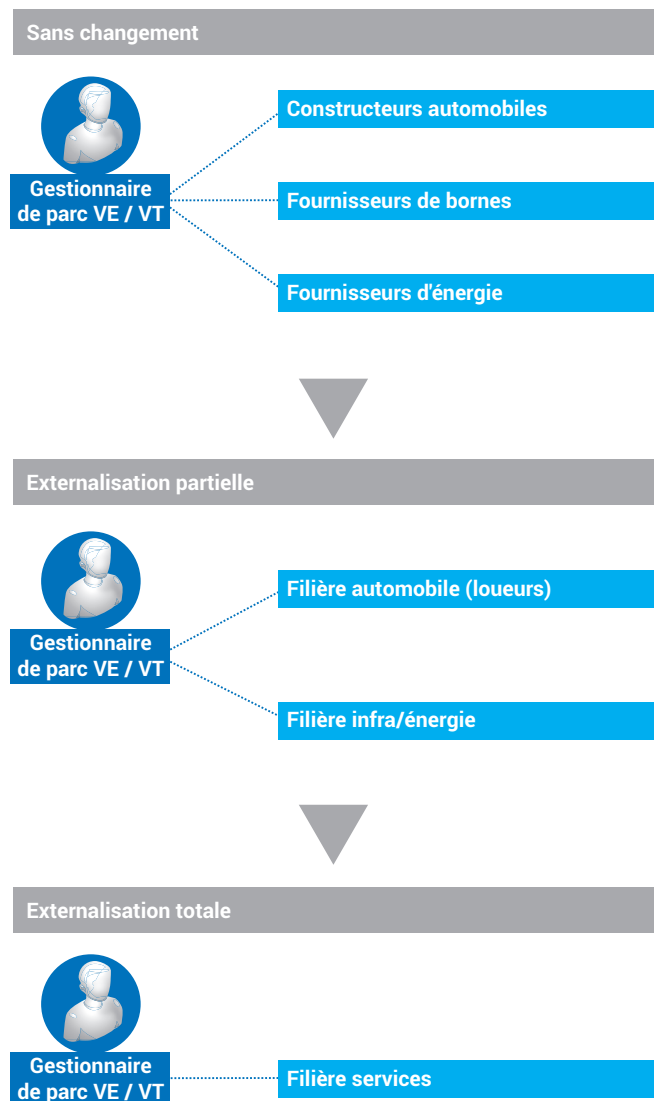 Sans changement
Constructeurs automobiles
Gestionnaire
de parc VE / VT
Fournisseurs de bornes
Fournisseurs d'énergie
Externalisation partielle
Filière automobile (loueurs)
Gestionnaire
de parc VE / VT
Filière infra/énergie
Externalisation totale
Gestionnaire
de parc VE / VT
Filière services